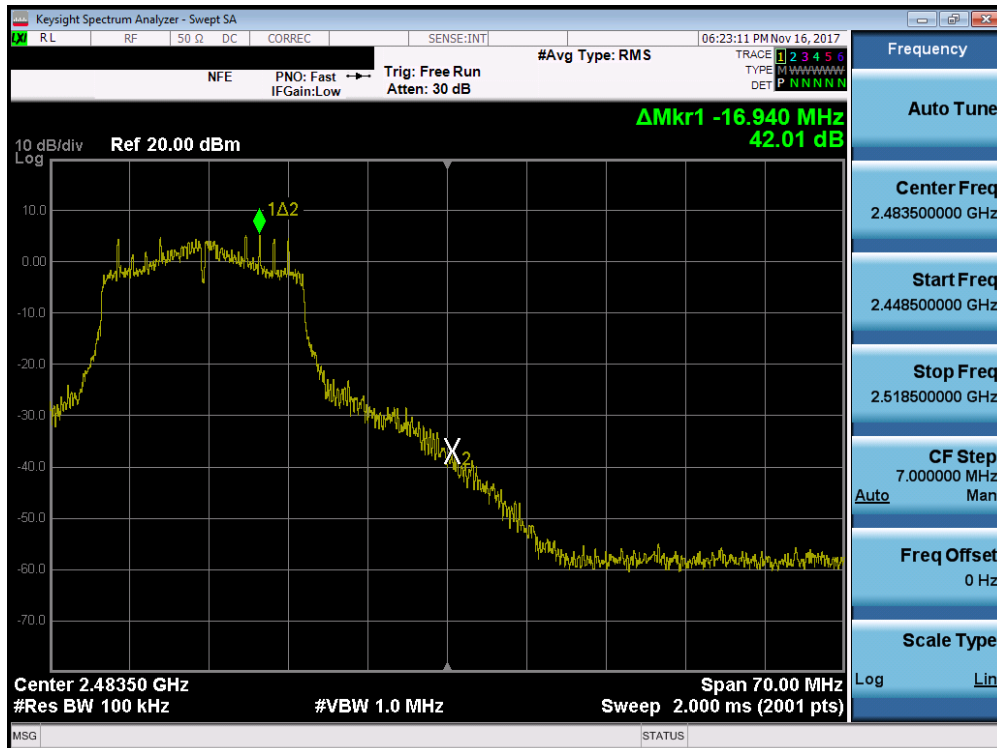 Keysight Spectrum Analyzer - Swept SA
LXI RL RF 50 Ω DC CORREC SENSE:INT 06:23:11 PM Nov 16, 2017
Frequency
#Avg Type: RMS
TRACE 1 2 3 4 5 6
TYPE M WWWWW
DET P N N N N N
NFE PNO: Fast Trig: Free Run
IFGain:Low Atten: 30 dB
ΔMkr1 -16.940 MHz
42.01 dB
10 dB/div Ref 20.00 dBm
Log
10.0
0.00
-10.0
-20.0
-30.0
-40.0
-50.0
-60.0
-70.0
1Δ2
2
Center 2.48350 GHz Span 70.00 MHz
#Res BW 100 kHz #VBW 1.0 MHz Sweep 2.000 ms (2001 pts)
MSG STATUS
Auto Tune
Center Freq
2.483500000 GHz
Start Freq
2.448500000 GHz
Stop Freq
2.518500000 GHz
CF Step
7.000000 MHz
Auto Man
Freq Offset
0 Hz
Scale Type
Log Lin